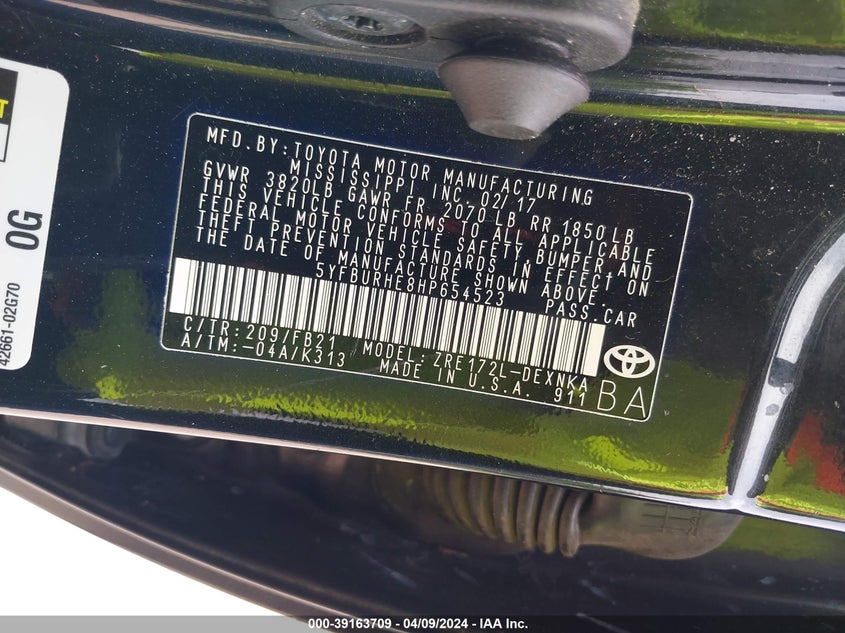 MFD.BY:TOYOTA MOTOR MANUFACTURING
MISSISSIPPI INC. 02/17
GVWR 3820LB GAWR FR 2070LB RR 1850LB
THIS VEHICLE CONFORMS TO ALL APPLICABLE
FEDERAL MOTOR VEHICLE SAFETY,BUMPER,AND
THEFT PREVENTION STANDARDS IN EFFECT ON
THE DATE OF MANUFACTURE SHOWN ABOVE.
5YFBURHE8HP654523 PASS.CAR
C/TR:209/FB21 MODEL:ZRE172L-DEXNKA
A/TM:-04A/K313 MADE IN U.S.A. 911
BA
0G
42661-02G70
000-39163709 - 04/09/2024 - IAA Inc.